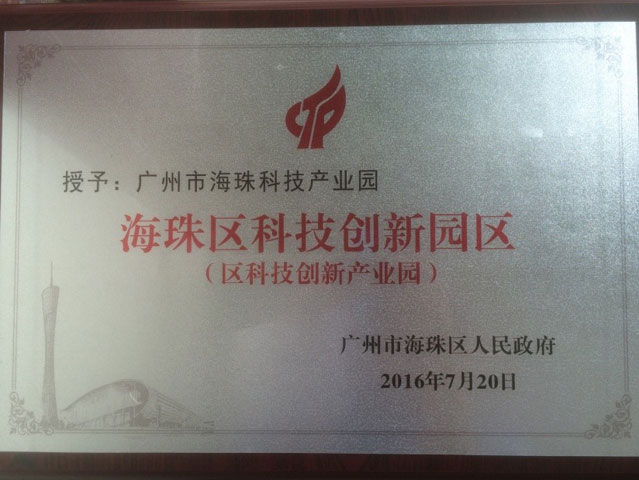 授予：广州市海珠科技产业园
海珠区科技创新园区
（区科技创新产业园）
广州市海珠区人民政府
2016年7月20日